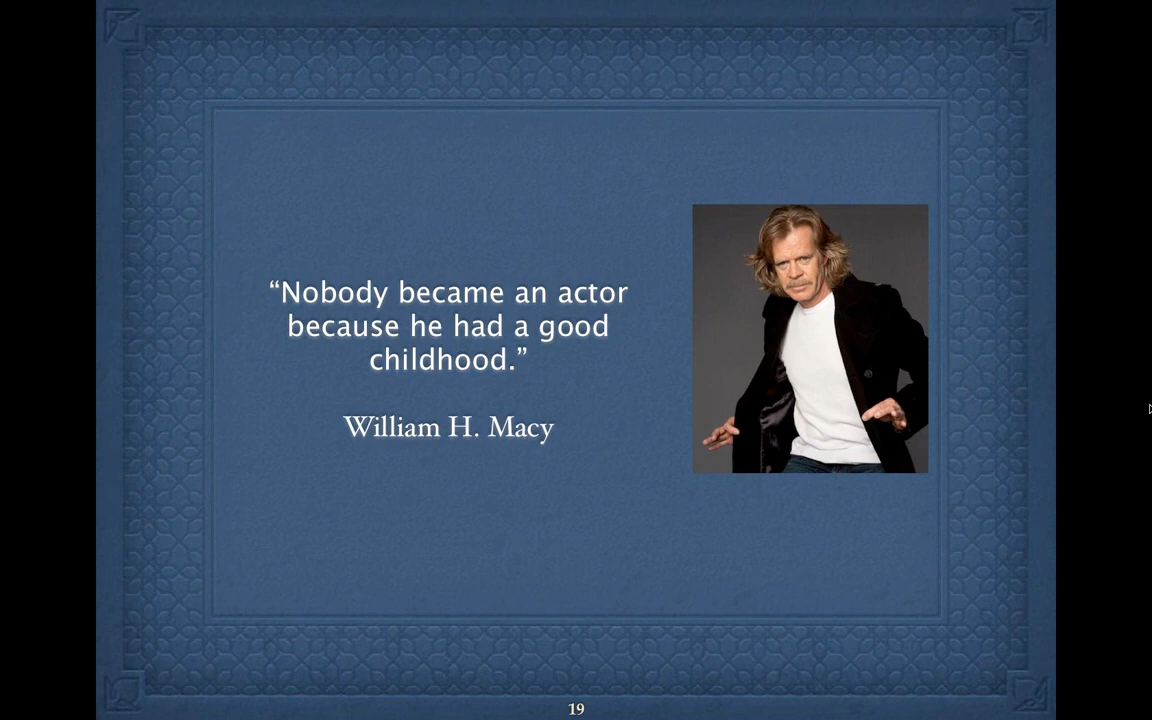 “Nobody became an actor
because he had a good
childhood.”
William H. Macy
19